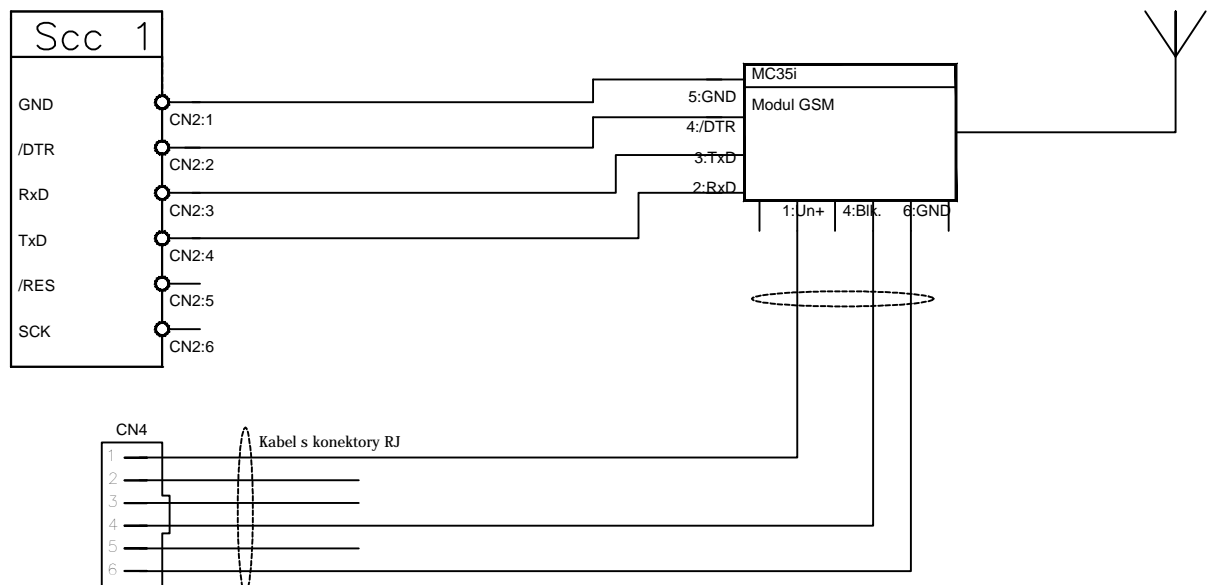 Scc 1
GND
CN2:1
/DTR
CN2:2
RxD
CN2:3
TxD
CN2:4
/RES
CN2:5
SCK
CN2:6
MC35i
Modul GSM
5:GND
4:/DTR
3:TxD
2:RxD
1:Un+ 4:Blk. 6:GND
CN4
Kabel s konektory RJ
1
2
3
4
5
6